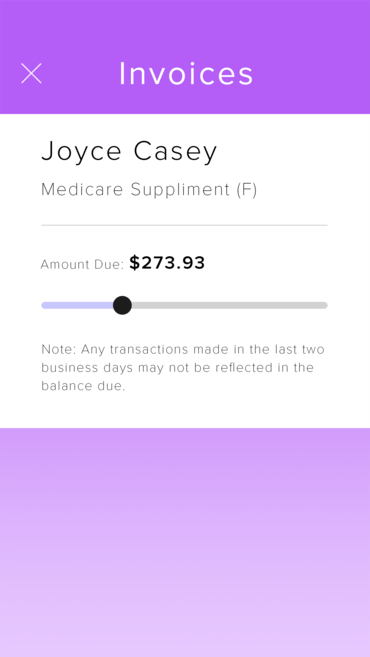 Invoices
Joyce Casey
Medicare Suppliment (F)
Amount Due: $273.93
Note: Any transactions made in the last two
business days may not be reflected in the
balance due.